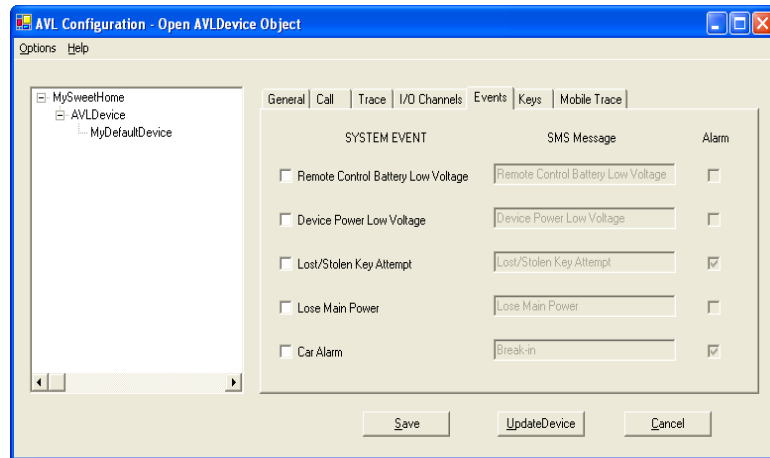 AVL Configuration - Open AVLDevice Object
Options Help
MySweetHome
AVLDevice
MyDefaultDevice
General Call Trace I/O Channels Events Keys Mobile Trace
SYSTEM EVENT SMS Message Alarm
Remote Control Battery Low Voltage Remote Control Battery Low Voltage
Device Power Low Voltage Device Power Low Voltage
Lost/Stolen Key Attempt Lost/Stolen Key Attempt
Lose Main Power Lose Main Power
Car Alarm Break-in
Save UpdateDevice Cancel